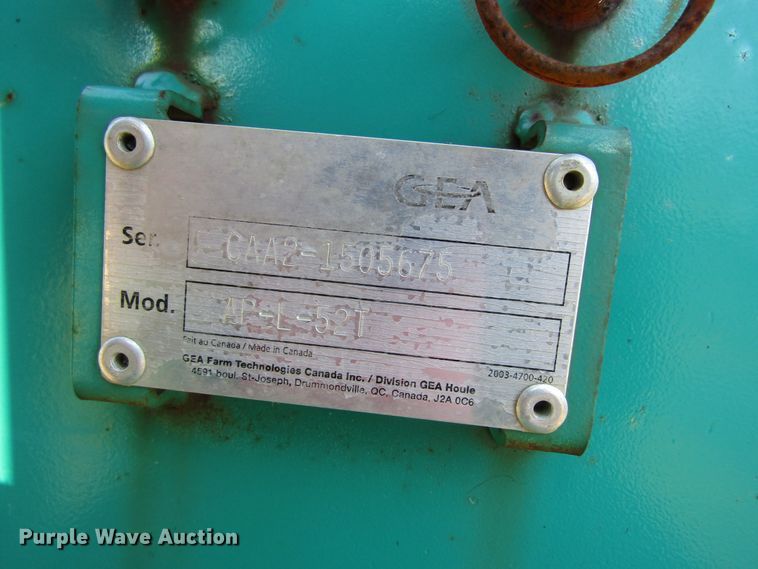 GEA
Ser. CAA2-1505675
Mod. AP-L-52T
Fait au Canada / Made in Canada
2003-4700-420
GEA Farm Technologies Canada Inc. / Division GEA Houle
4591 boul. St-Joseph, Drummondville, QC, Canada, J2A 0C6
Purple Wave Auction